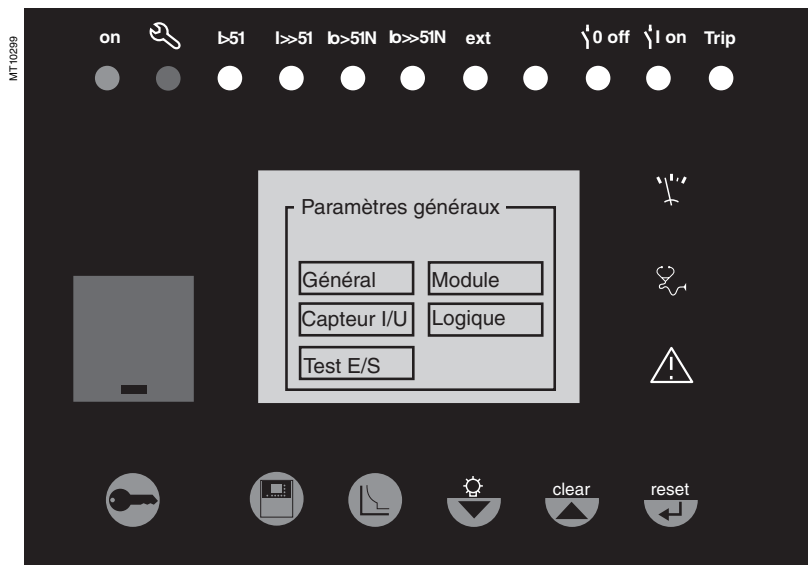 MT10299
on I>51 I>>51 Io>51N Io>>51N ext 0 off I on Trip
Paramètres généraux
Général Module
Capteur I/U Logique
Test E/S
clear reset